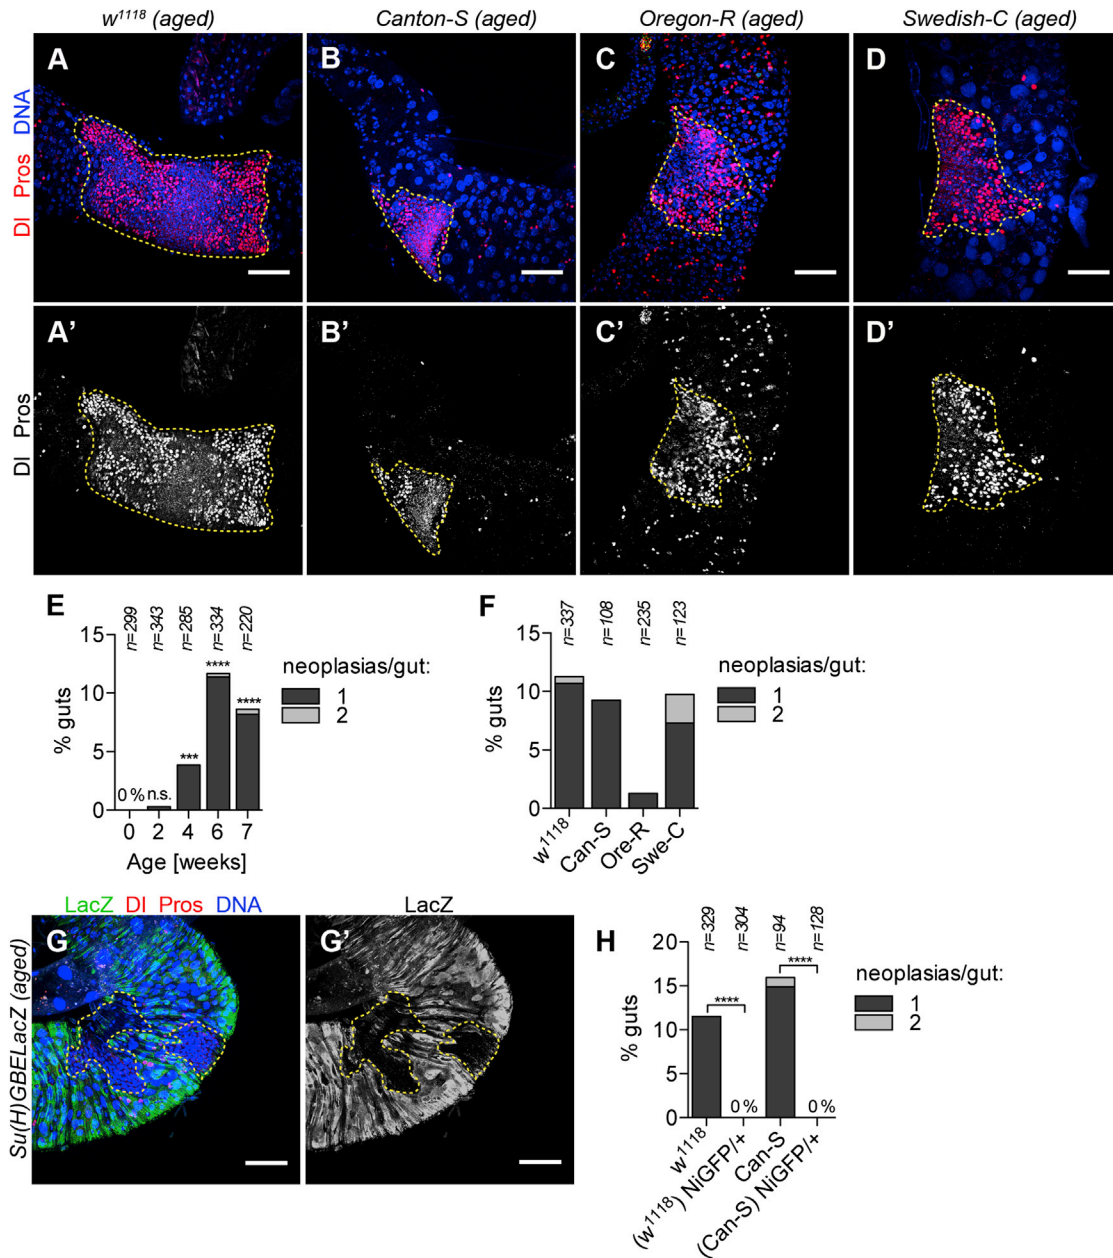 w1118 (aged) Canton-S (aged) Oregon-R (aged) Swedish-C (aged)
Dl Pros DNA
A B C D
Dl Pros
A' B' C' D'
E
n=299 n=343 n=285 n=334 n=220
neoplasias/gut:
1
2
% guts
15
10
5
0
0 % n.s. *** **** ****
0 2 4 6 7
Age [weeks]
F
n=337 n=108 n=235 n=123
neoplasias/gut:
1
2
% guts
15
10
5
0
w1118 Can-S Ore-R Swe-C
LacZ Dl Pros DNA
LacZ
Su(H)GBELacZ (aged)
G G'
H
n=329 n=304 n=94 n=128
neoplasias/gut:
1
2
% guts
20
15
10
5
0
**** ****
0 % 0 %
w1118 (w1118) NiGFP/+ Can-S (Can-S) NiGFP/+